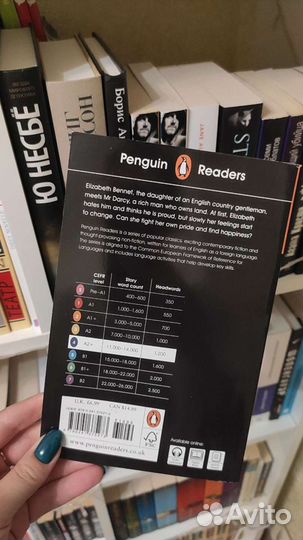 Ю НЕСБЁ
Борис
JANE
ТЕАТР
Penguin Readers
Elizabeth Bennet, the daughter of an English country gentleman,
meets Mr Darcy, a rich man who owns land. At first, Elizabeth
hates him and thinks he is proud, but slowly her feelings start
to change. Can she fight her own pride and find happiness?
Penguin Readers is a series of popular classics, exciting contemporary fiction and
thought-provoking non-fiction, written for learners of English as a foreign language.
The series is aligned to the Common European Framework of Reference for
Languages and includes language activities that help develop key skills.
CEFR level Story word count Headwords
Pre-A1 400–600 350
A1 1,000–1,600 550
A1+ 3,000–5,000 700
A2 7,000–10,000 1,000
A2+ 11,000–14,000 1,200
B1 15,000–18,000 1,600
B1+ 18,000–22,000 2,000
B2 22,000–26,000 2,500
U.K. £6.99 CAN $14.99
www.penguinreaders.co.uk
FSC
Available online
Avito